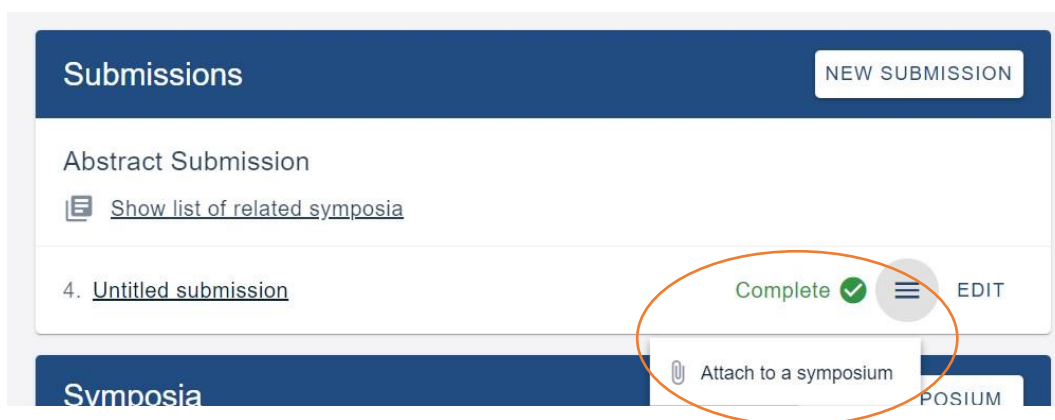 Submissions
NEW SUBMISSION
Abstract Submission
Show list of related symposia
4. Untitled submission
Complete
EDIT
Attach to a symposium
Symposia
POSIUM